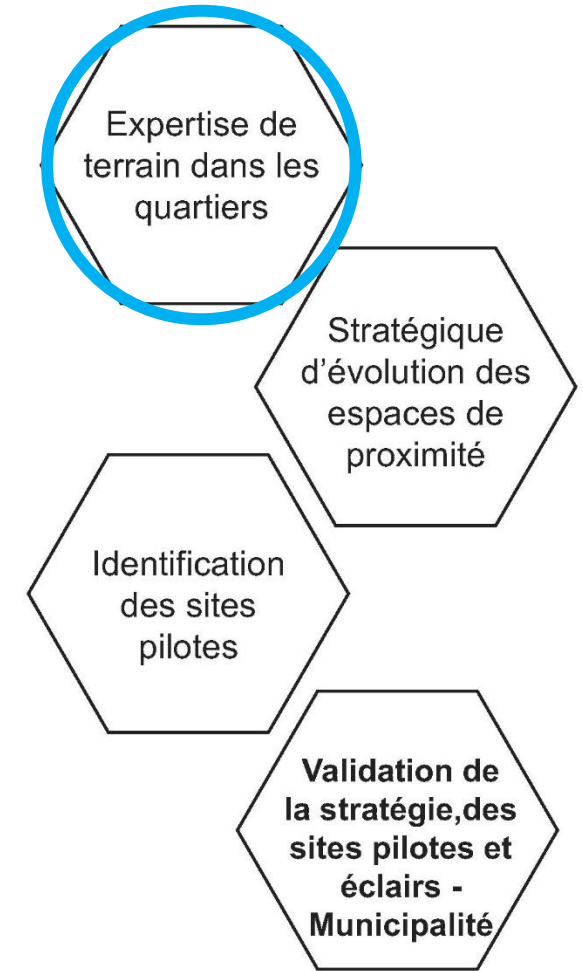 Expertise de
terrain dans les
quartiers
Stratégique
d'évolution des
espaces de
proximité
Identification
des sites
pilotes
Validation de
la stratégie,des
sites pilotes et
éclairs -
Municipalité